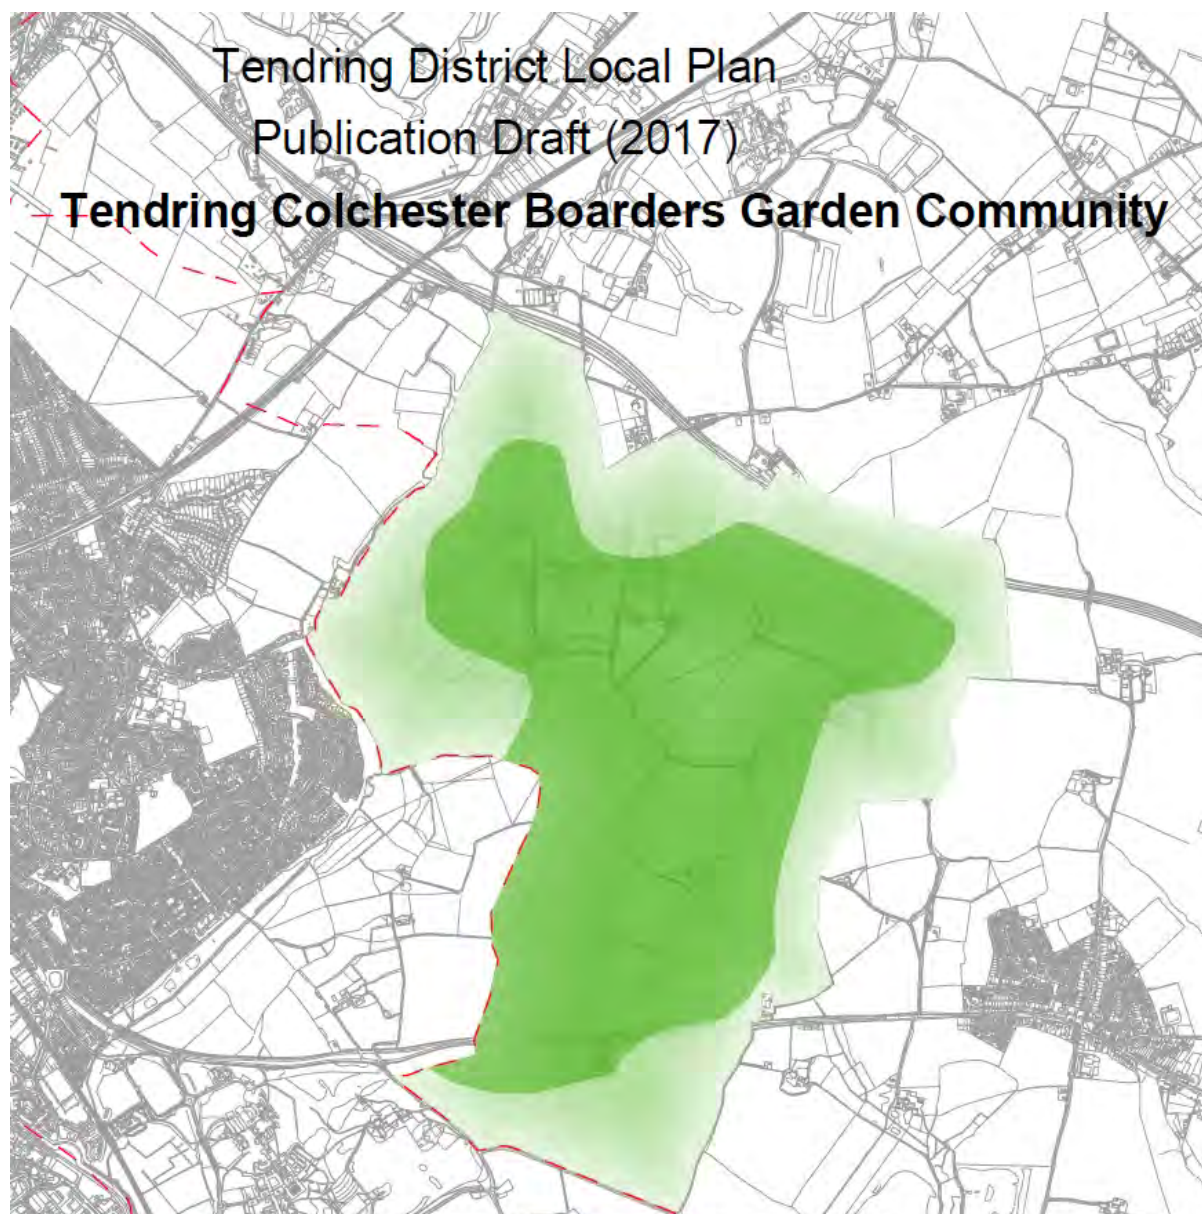 Tendring District Local Plan
Publication Draft (2017)
Tendring Colchester Boarders Garden Community